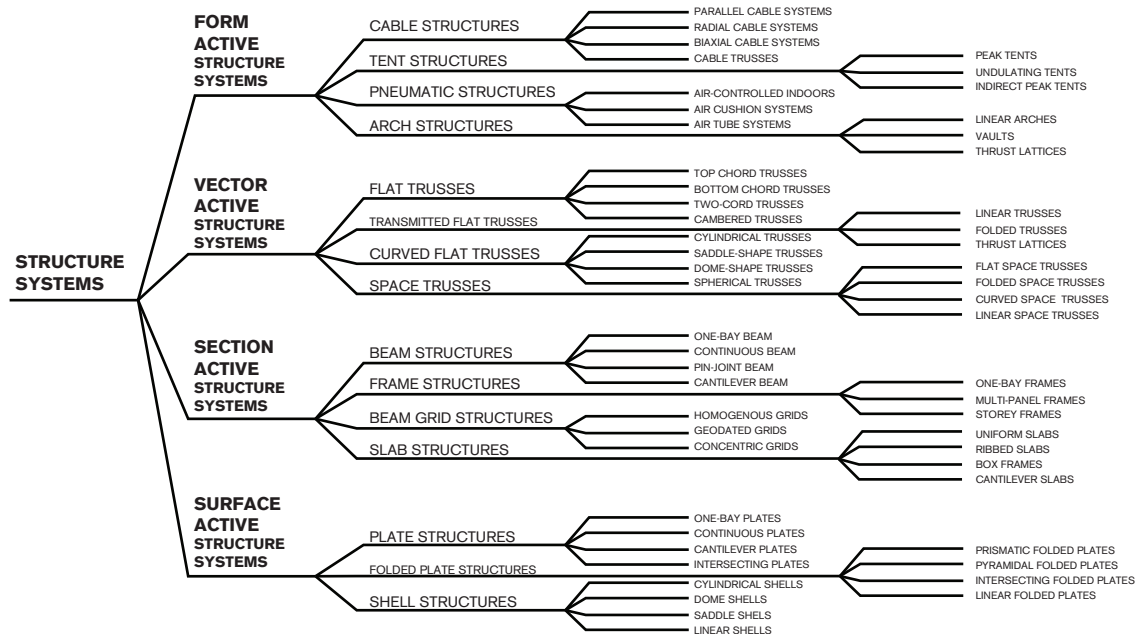 STRUCTURE
SYSTEMS
FORM
ACTIVE
STRUCTURE
SYSTEMS
CABLE STRUCTURES
PARALLEL CABLE SYSTEMS
RADIAL CABLE SYSTEMS
BIAXIAL CABLE SYSTEMS
CABLE TRUSSES
TENT STRUCTURES
PEAK TENTS
UNDULATING TENTS
INDIRECT PEAK TENTS
PNEUMATIC STRUCTURES
AIR-CONTROLLED INDOORS
AIR CUSHION SYSTEMS
AIR TUBE SYSTEMS
ARCH STRUCTURES
LINEAR ARCHES
VAULTS
THRUST LATTICES
VECTOR
ACTIVE
STRUCTURE
SYSTEMS
FLAT TRUSSES
TOP CHORD TRUSSES
BOTTOM CHORD TRUSSES
TWO-CORD TRUSSES
CAMBERED TRUSSES
TRANSMITTED FLAT TRUSSES
LINEAR TRUSSES
FOLDED TRUSSES
THRUST LATTICES
CURVED FLAT TRUSSES
CYLINDRICAL TRUSSES
SADDLE-SHAPE TRUSSES
DOME-SHAPE TRUSSES
SPHERICAL TRUSSES
SPACE TRUSSES
FLAT SPACE TRUSSES
FOLDED SPACE TRUSSES
CURVED SPACE TRUSSES
LINEAR SPACE TRUSSES
SECTION
ACTIVE
STRUCTURE
SYSTEMS
BEAM STRUCTURES
ONE-BAY BEAM
CONTINUOUS BEAM
PIN-JOINT BEAM
CANTILEVER BEAM
FRAME STRUCTURES
ONE-BAY FRAMES
MULTI-PANEL FRAMES
STOREY FRAMES
BEAM GRID STRUCTURES
HOMOGENOUS GRIDS
GEODATED GRIDS
CONCENTRIC GRIDS
SLAB STRUCTURES
UNIFORM SLABS
RIBBED SLABS
BOX FRAMES
CANTILEVER SLABS
SURFACE
ACTIVE
STRUCTURE
SYSTEMS
PLATE STRUCTURES
ONE-BAY PLATES
CONTINUOUS PLATES
CANTILEVER PLATES
INTERSECTING PLATES
FOLDED PLATE STRUCTURES
PRISMATIC FOLDED PLATES
PYRAMIDAL FOLDED PLATES
INTERSECTING FOLDED PLATES
LINEAR FOLDED PLATES
SHELL STRUCTURES
CYLINDRICAL SHELLS
DOME SHELLS
SADDLE SHELS
LINEAR SHELLS